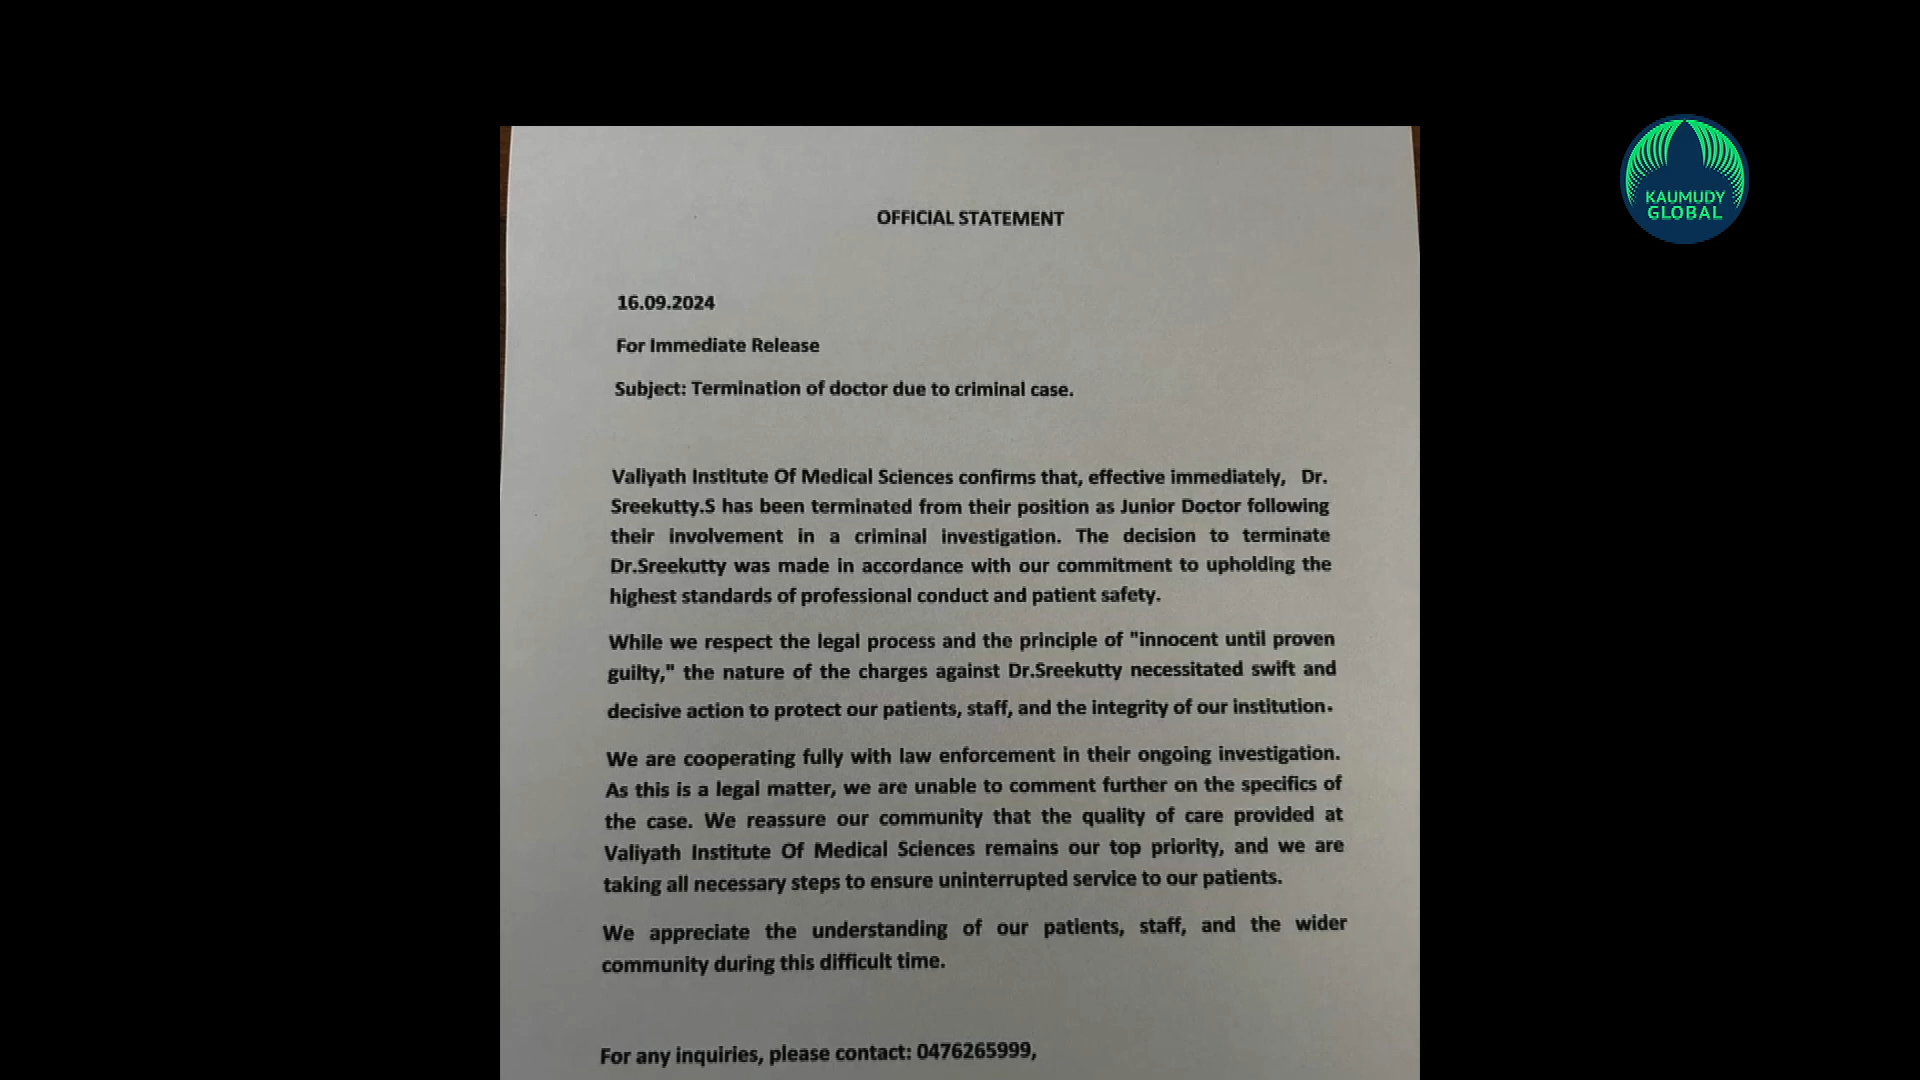 OFFICIAL STATEMENT
16.09.2024
For Immediate Release
Subject: Termination of doctor due to criminal case.
Valiyath Institute Of Medical Sciences confirms that, effective immediately, Dr.
Sreekutty.S has been terminated from their position as Junior Doctor following
their involvement in a criminal investigation. The decision to terminate
Dr.Sreekutty was made in accordance with our commitment to upholding the
highest standards of professional conduct and patient safety.
While we respect the legal process and the principle of "innocent until proven
guilty," the nature of the charges against Dr.Sreekutty necessitated swift and
decisive action to protect our patients, staff, and the integrity of our institution.
We are cooperating fully with law enforcement in their ongoing investigation.
As this is a legal matter, we are unable to comment further on the specifics of
the case. We reassure our community that the quality of care provided at
Valiyath Institute Of Medical Sciences remains our top priority, and we are
taking all necessary steps to ensure uninterrupted service to our patients.
We appreciate the understanding of our patients, staff, and the wider
community during this difficult time.
For any inquiries, please contact: 0476265999,
KAUMUDY
GLOBAL